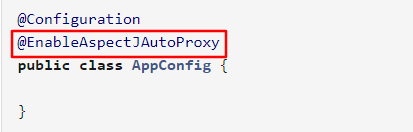 @Configuration
@EnableAspectJAutoProxy
public class AppConfig {
}